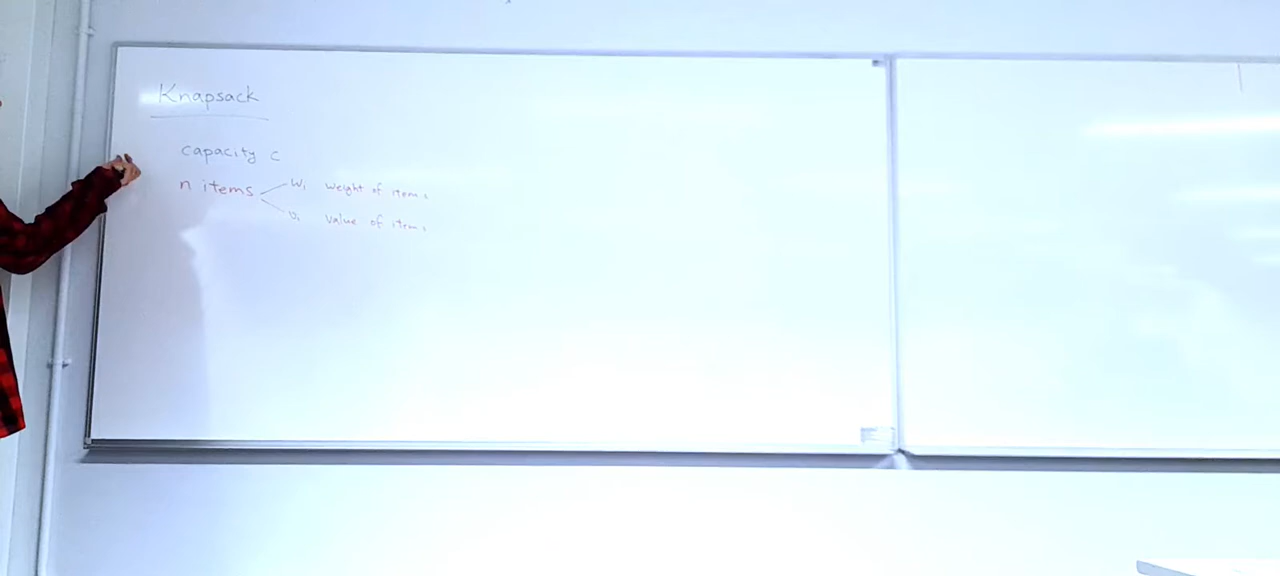 Knapsack
capacity c
n items
wᵢ weight of item i
vᵢ value of item i